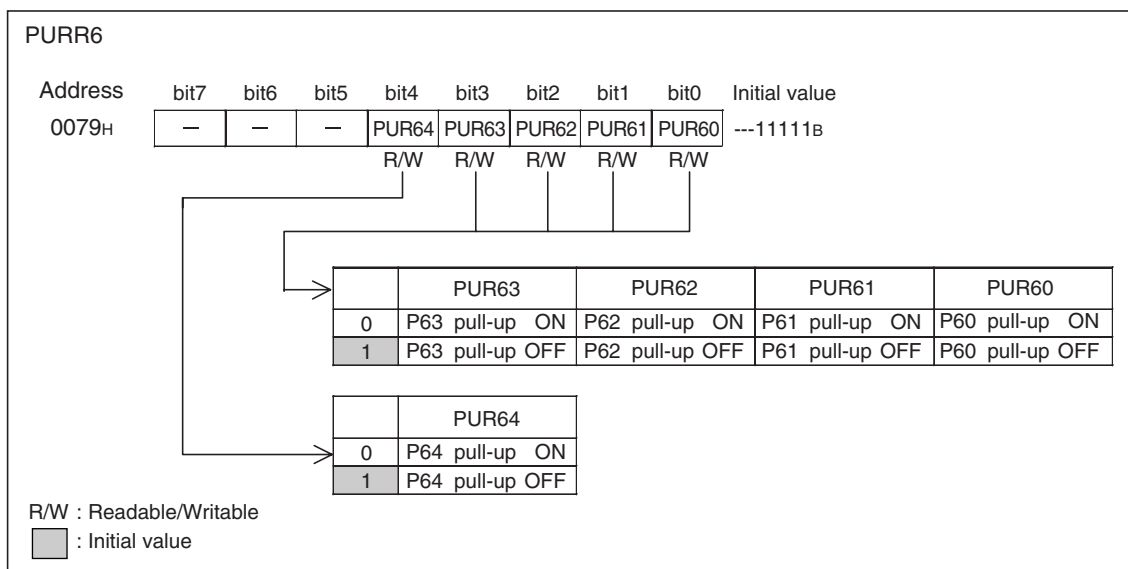 PURR6
Address bit7 bit6 bit5 bit4 bit3 bit2 bit1 bit0 Initial value
0079H – – – PUR64 PUR63 PUR62 PUR61 PUR60 ---11111B
R/W R/W R/W R/W R/W
PUR63 PUR62 PUR61 PUR60
0 P63 pull-up ON P62 pull-up ON P61 pull-up ON P60 pull-up ON
1 P63 pull-up OFF P62 pull-up OFF P61 pull-up OFF P60 pull-up OFF
PUR64
0 P64 pull-up ON
1 P64 pull-up OFF
R/W : Readable/Writable
: Initial value